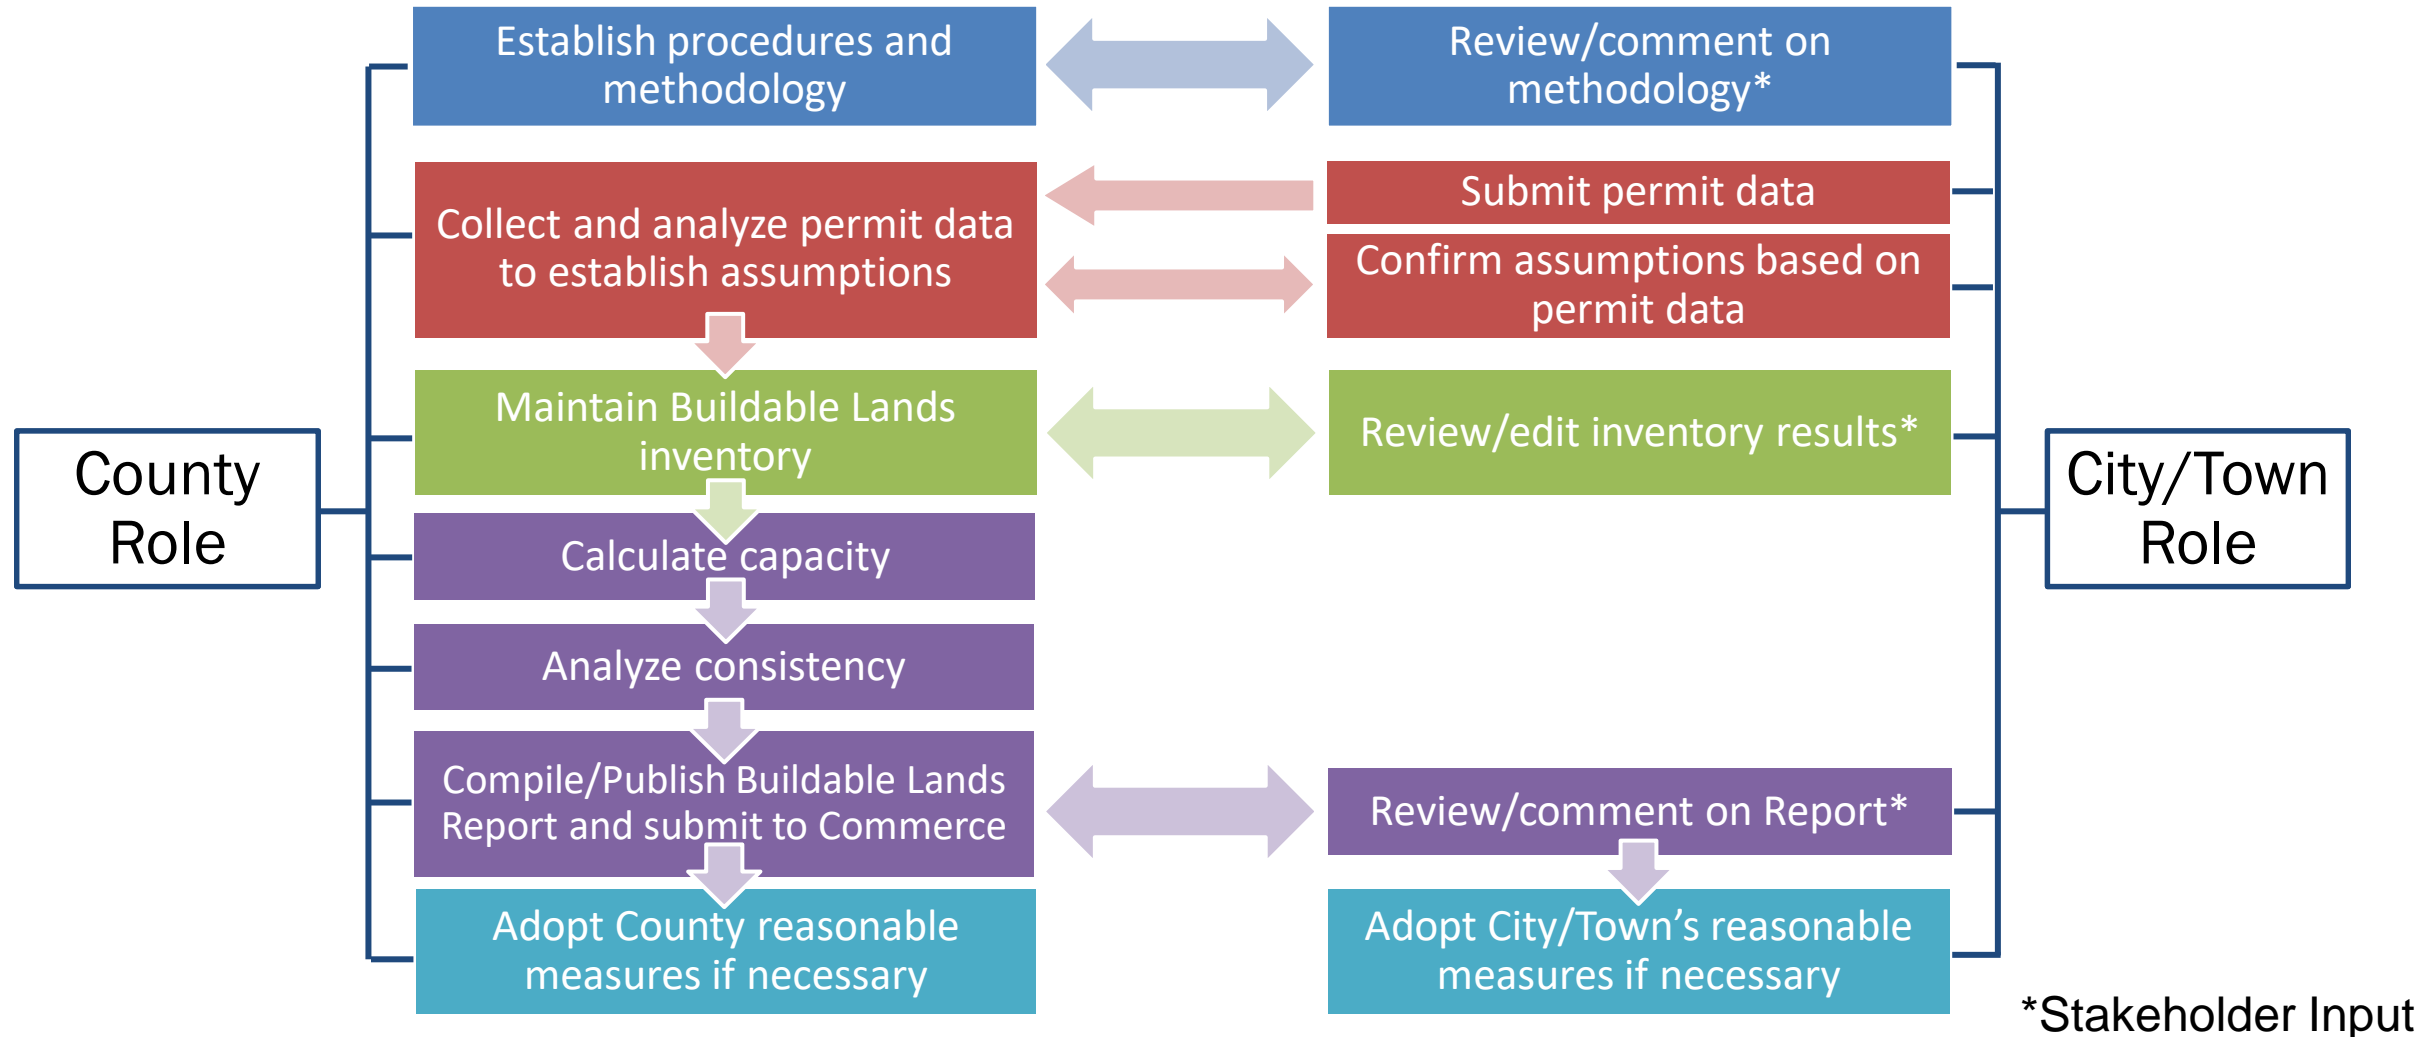 Establish procedures and
methodology
Review/comment on
methodology*
Collect and analyze permit data
to establish assumptions
Submit permit data
Confirm assumptions based on
permit data
Maintain Buildable Lands
inventory
Review/edit inventory results*
County
Role
City/Town
Role
Calculate capacity
Analyze consistency
Compile/Publish Buildable Lands
Report and submit to Commerce
Review/comment on Report*
Adopt County reasonable
measures if necessary
Adopt City/Town’s reasonable
measures if necessary
*Stakeholder Input